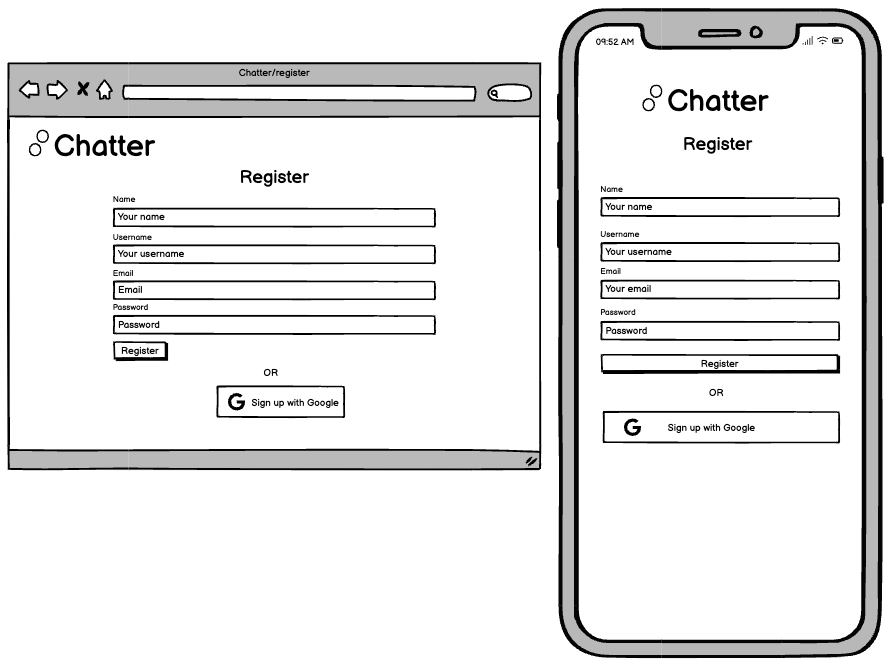 Chatter/register
Chatter
Register
Name
Your name
Username
Your username
Email
Email
Password
Password
Register
OR
G Sign up with Google
09:52 AM
Chatter
Register
Name
Your name
Username
Your username
Email
Your email
Password
Password
Register
OR
G Sign up with Google